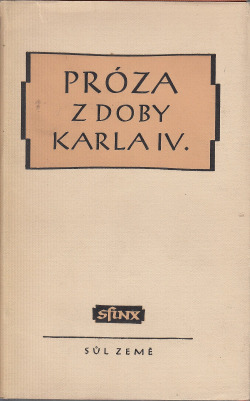 PRÓZA
Z DOBY
KARLA IV.
sfinx
SŮL ZEMĚ